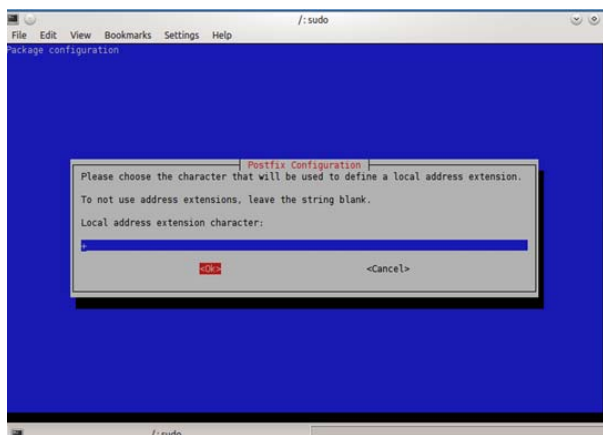 /: sudo
File Edit View Bookmarks Settings Help
Package configuration
Postfix Configuration
Please choose the character that will be used to define a local address extension.
To not use address extensions, leave the string blank.
Local address extension character:
+
<Ok> <Cancel>
/: sudo